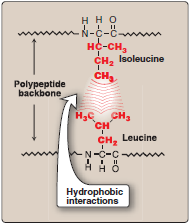 H H O
N-C-C
HC-CH3
CH2
Isoleucine
CH3
Polypeptide
backbone
H3C CH3
CH
Leucine
CH2
N-C-C
H H O
Hydrophobic
interactions